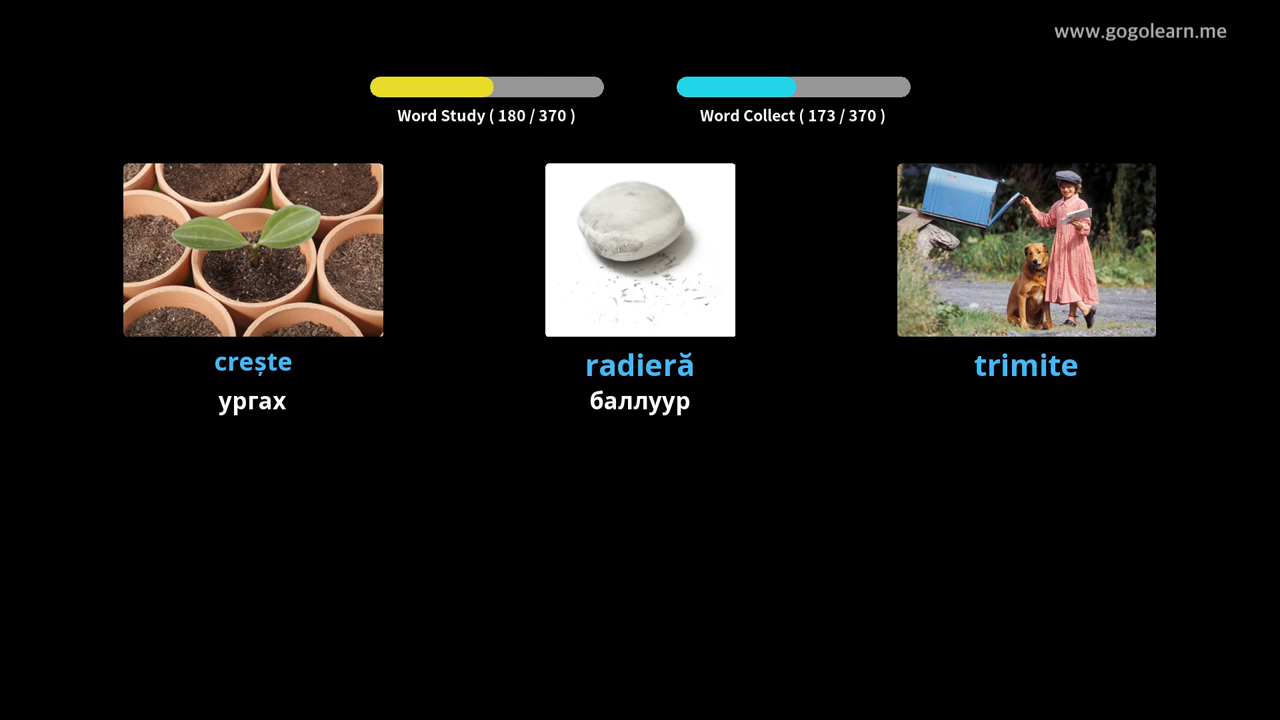 www.gogolearn.me
Word Study ( 180 / 370 )
Word Collect ( 173 / 370 )
crește
radieră
trimite
ургах
баллуур